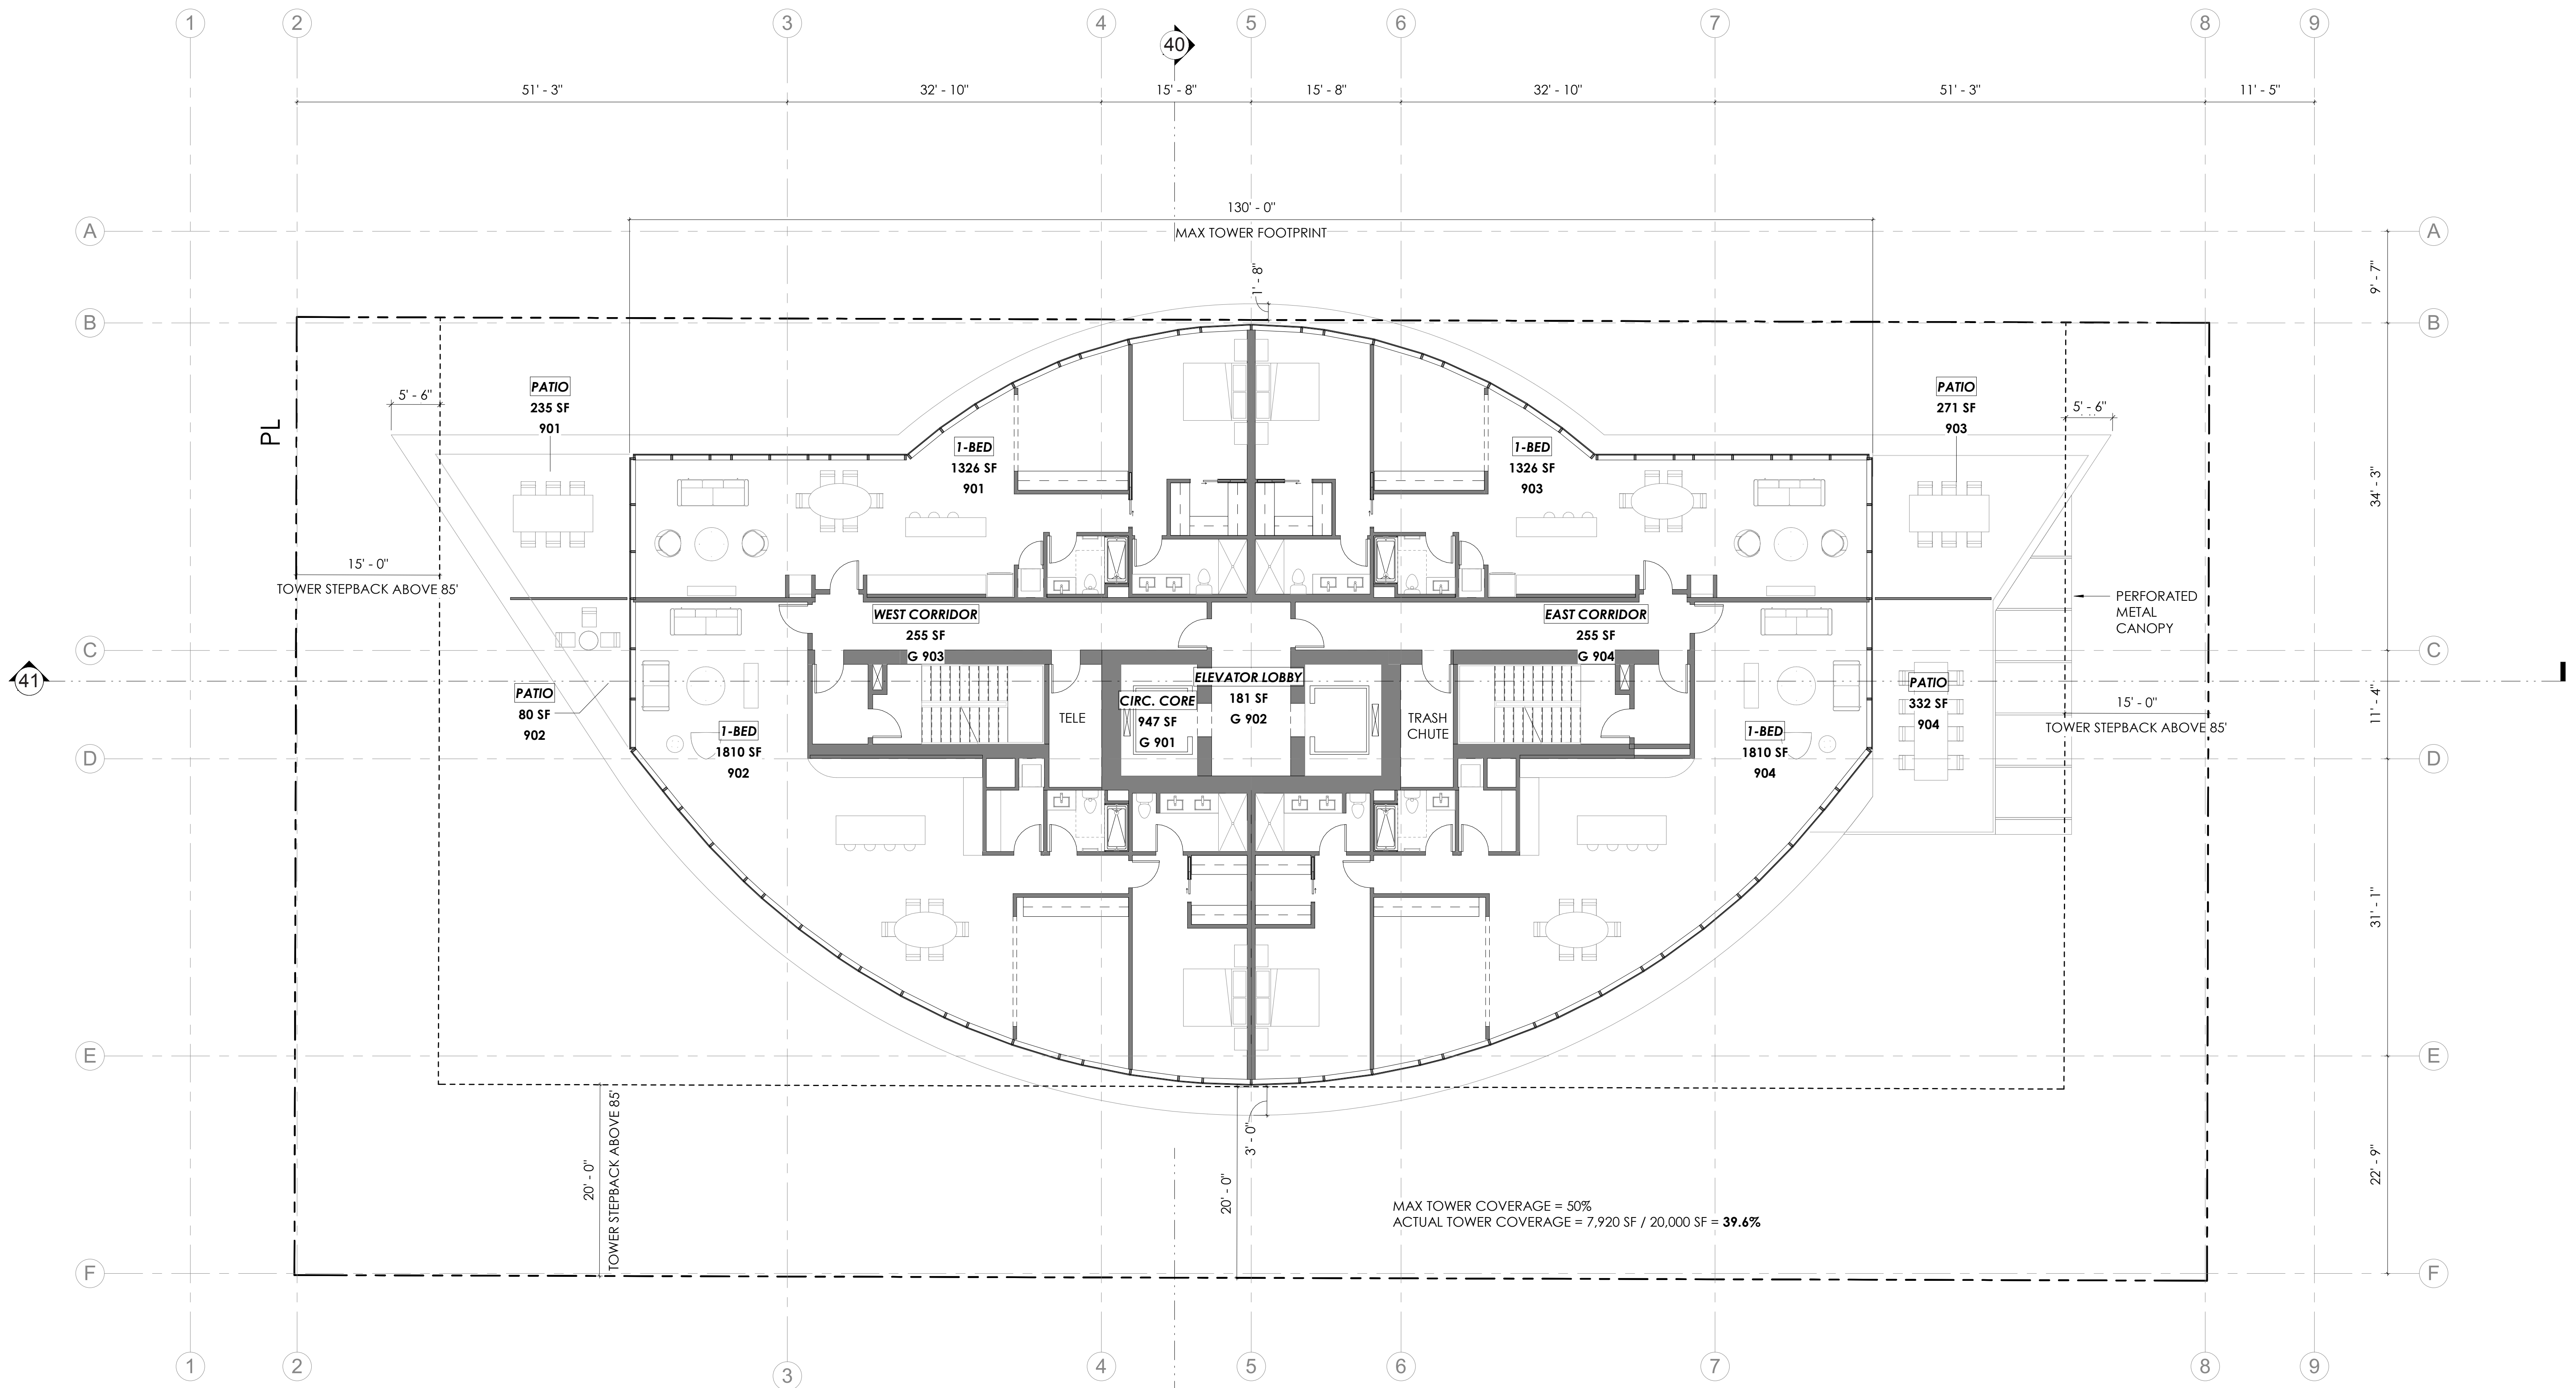 1 2 3 4 5 6 7 8 9
40
51' - 3" 32' - 10" 15' - 8" 15' - 8" 32' - 10" 51' - 3" 11' - 5"
130' - 0"
MAX TOWER FOOTPRINT
A A
9' - 7"
1' - 8"
B B
PL
5' - 6"
PATIO
235 SF
901
1-BED
1326 SF
901
1-BED
1326 SF
903
PATIO
271 SF
903
5' - 6"
34' - 3"
15' - 0"
TOWER STEPBACK ABOVE 85'
WEST CORRIDOR
255 SF
G 903
EAST CORRIDOR
255 SF
G 904
PERFORATED
METAL
CANOPY
C C
41
PATIO
80 SF
902
1-BED
1810 SF
902
TELE
CIRC. CORE
947 SF
G 901
ELEVATOR LOBBY
181 SF
G 902
TRASH
CHUTE
1-BED
1810 SF
904
PATIO
332 SF
904
15' - 0"
TOWER STEPBACK ABOVE 85'
11' - 4"
D D
31' - 1"
E E
20' - 0"
TOWER STEPBACK ABOVE 85'
3' - 0"
20' - 0"
22' - 9"
MAX TOWER COVERAGE = 50%
ACTUAL TOWER COVERAGE = 7,920 SF / 20,000 SF = 39.6%
F F
1 2 3 4 5 6 7 8 9